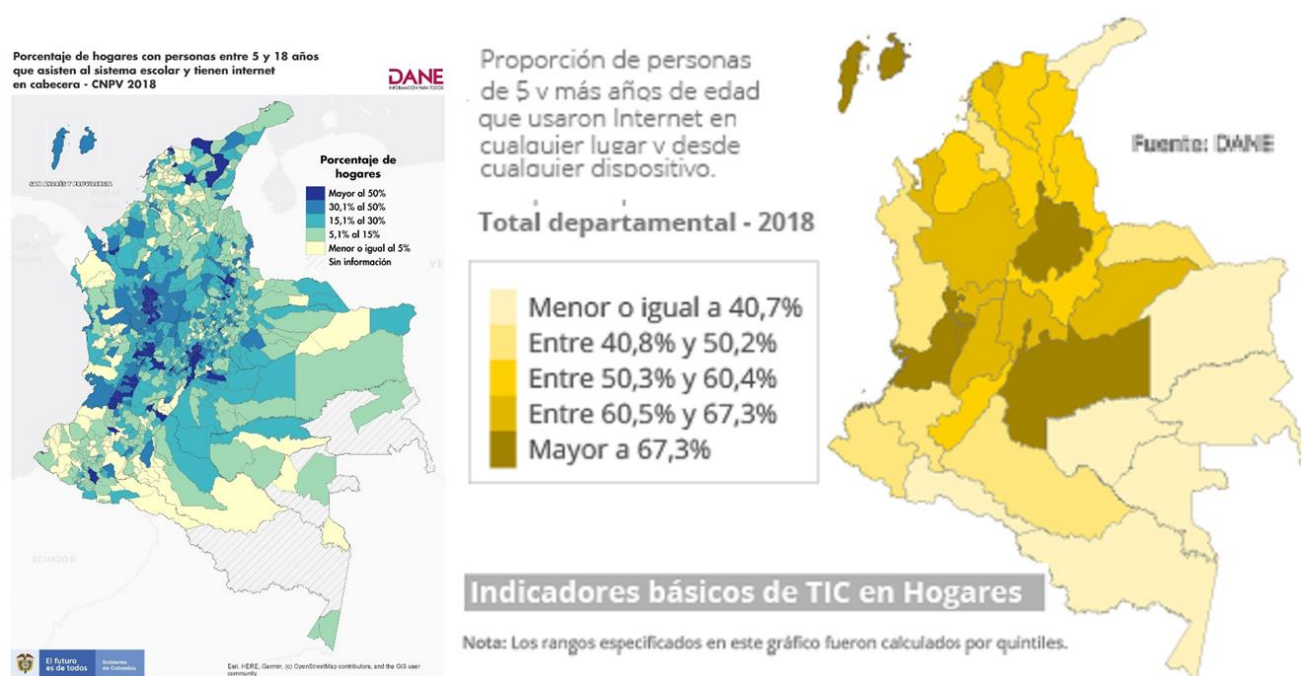 Porcentaje de hogares con personas entre 5 y 18 años
que asisten al sistema escolar y tienen internet
en cabecera - CNPV 2018
DANE
INFORMACIÓN PARA TODOS
SAN ANDRÉS Y PROVIDENCIA
Porcentaje de
hogares
Mayor al 50%
30,1% al 50%
15,1% al 30%
5,1% al 15%
Menor o igual al 5%
Sin información
VE
ECUADOR
El futuro
es de todos
Gobierno
de Colombia
Esri, HERE, Garmin, (c) OpenStreetMap contributors, and the GIS user
community
Proporción de personas
de 5 y más años de edad
que usaron Internet en
cualquier lugar y desde
cualquier dispositivo.
Total departamental - 2018
Menor o igual a 40,7%
Entre 40,8% y 50,2%
Entre 50,3% y 60,4%
Entre 60,5% y 67,3%
Mayor a 67,3%
Fuente: DANE
Indicadores básicos de TIC en Hogares
Nota: Los rangos especificados en este gráfico fueron calculados por quintiles.